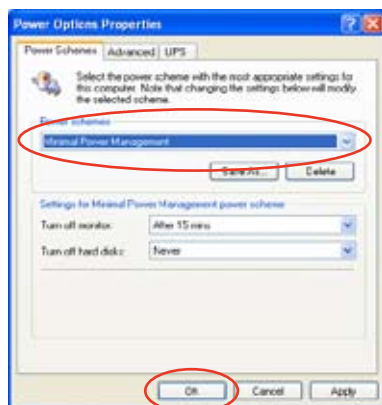 Power Options Properties
Power Schemes Advanced UPS
Select the power scheme with the most appropriate settings for
this computer. Note that changing the settings below will modify
the selected scheme.
Power schemes
Minimal Power Management
Save As... Delete
Settings for Minimal Power Management power scheme
Turn off monitor: After 15 mins
Turn off hard disks: Never
OK Cancel Apply